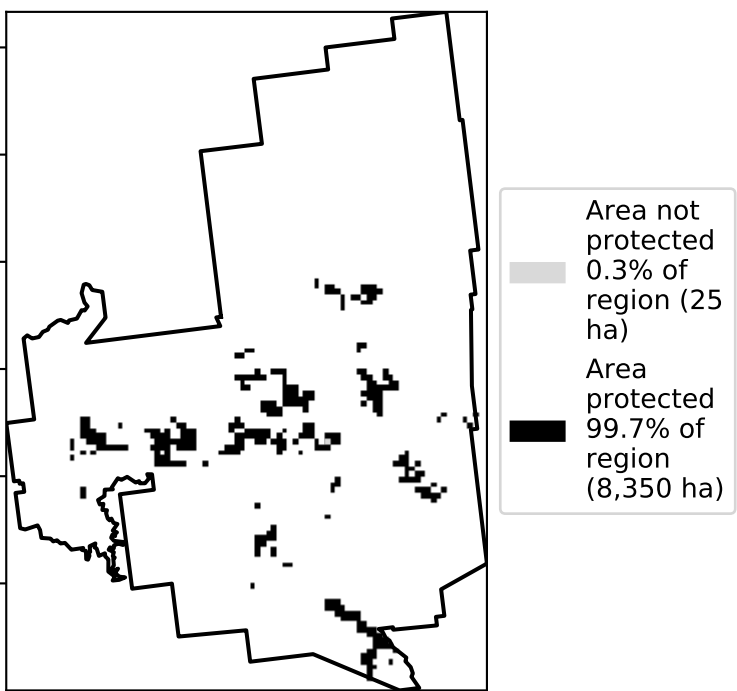 Area not
protected
0.3% of
region (25
ha)
Area
protected
99.7% of
region
(8,350 ha)